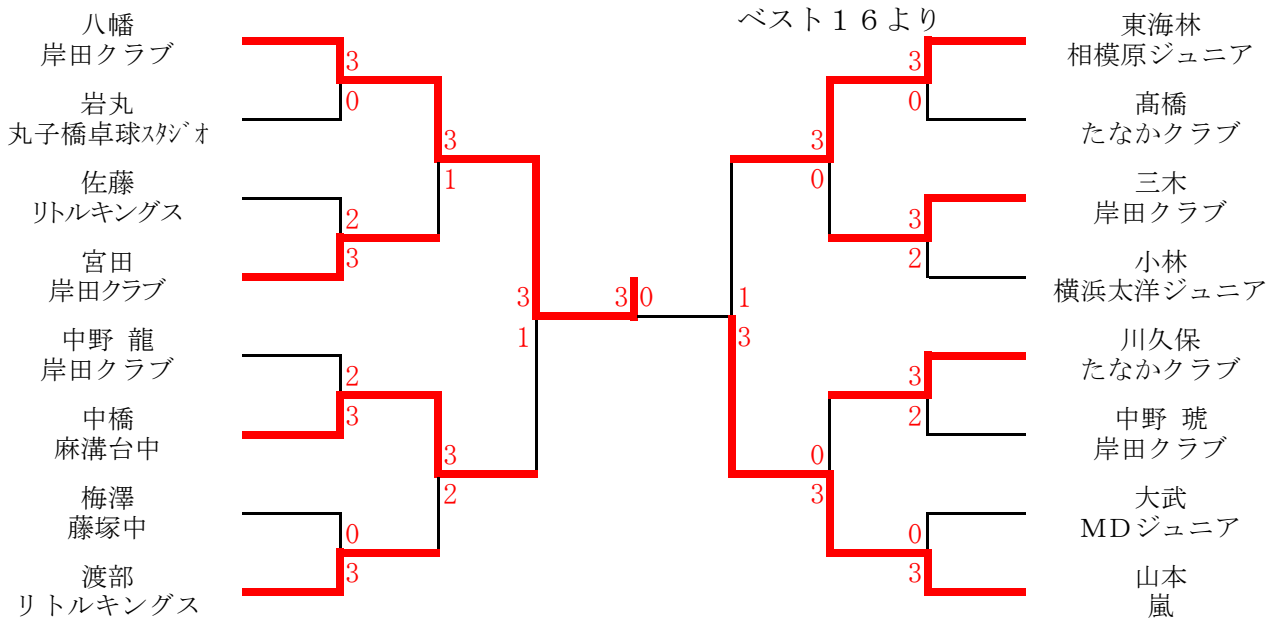 ベスト１６より
八幡
岸田クラブ
3
0
岩丸
丸子橋卓球ｽﾀｼﾞｵ
3
1
佐藤
リトルキングス
2
3
宮田
岸田クラブ
3
1
中野 龍
岸田クラブ
2
3
中橋
麻溝台中
3
2
梅澤
藤塚中
0
3
渡部
リトルキングス
3 0
東海林
相模原ジュニア
3
0
髙橋
たなかクラブ
3
0
三木
岸田クラブ
3
2
小林
横浜太洋ジュニア
1
3
川久保
たなかクラブ
3
2
中野 琥
岸田クラブ
0
3
大武
ＭＤジュニア
0
3
山本
嵐